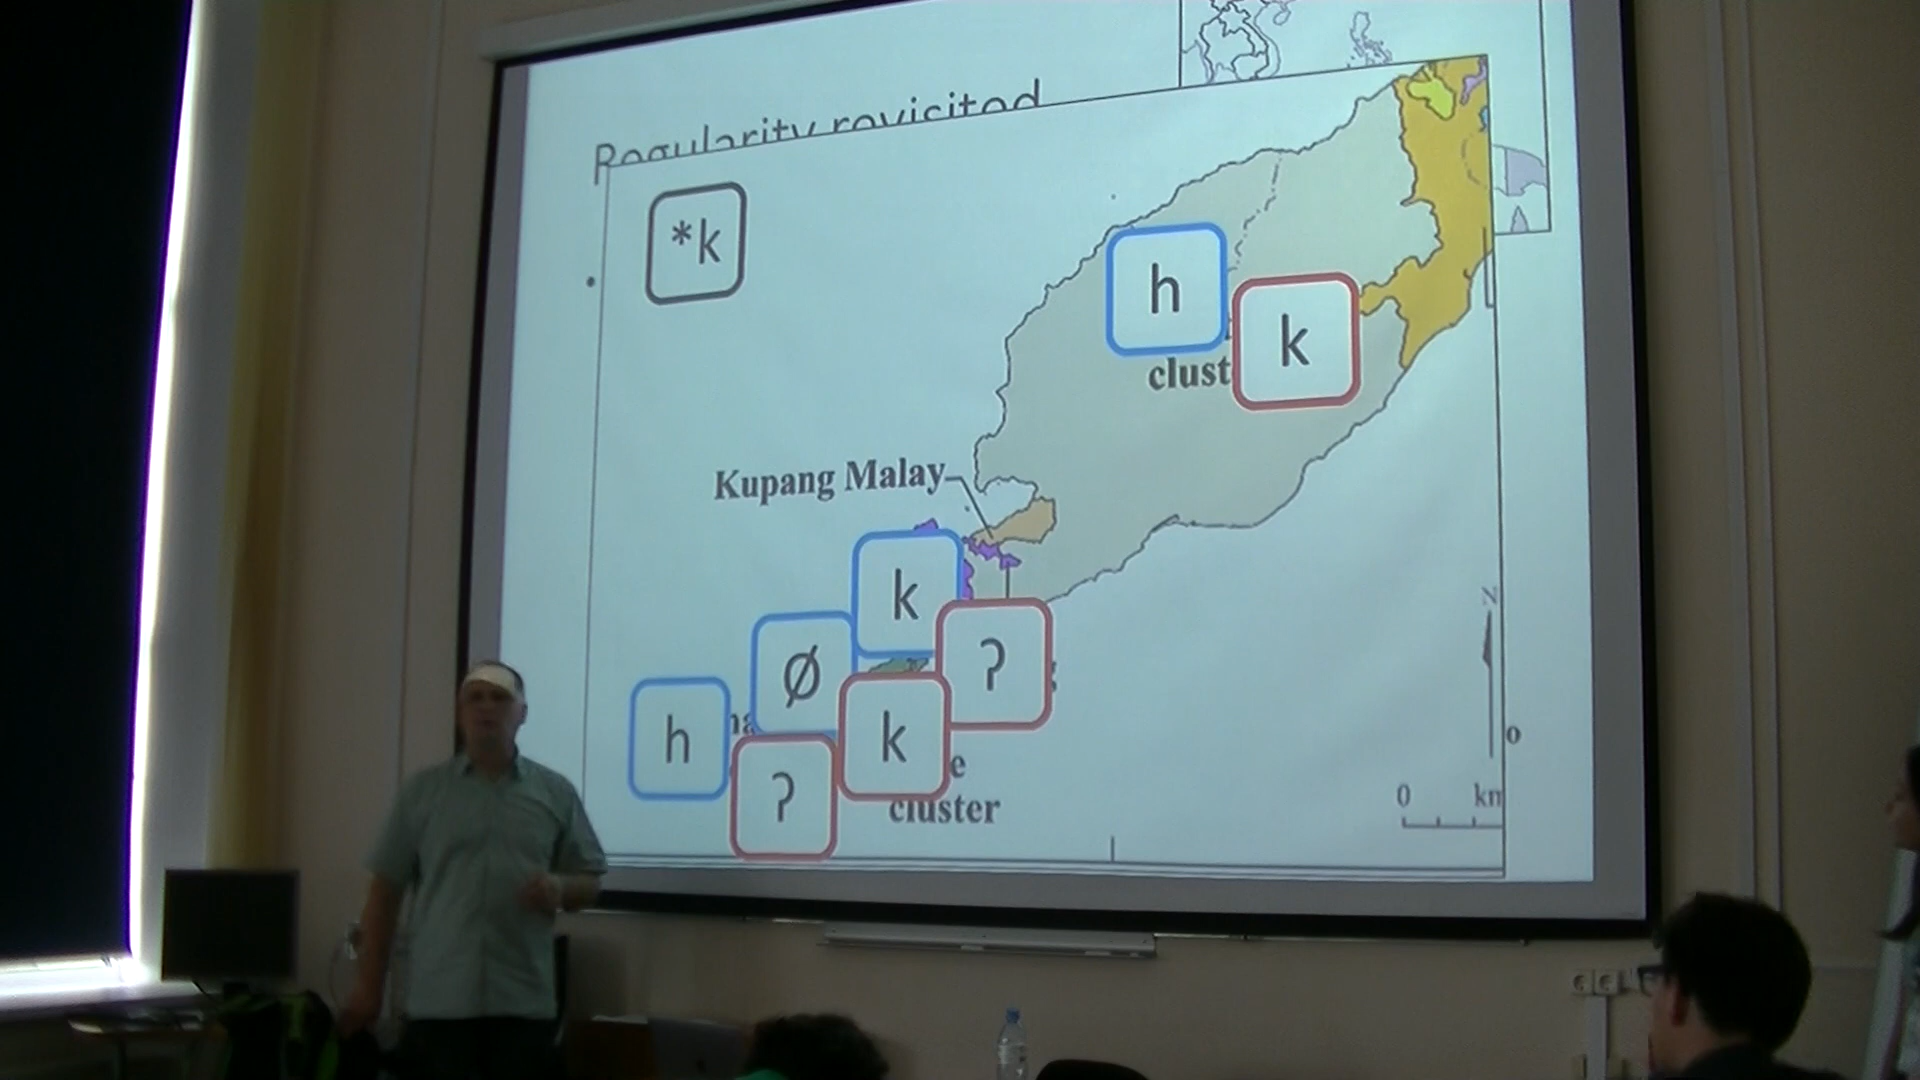 Regularity revisited
*k
h
k
clust
Kupang Malay
k
Ø
ʔ
h
k
ʔ
e
cluster
N
0 km